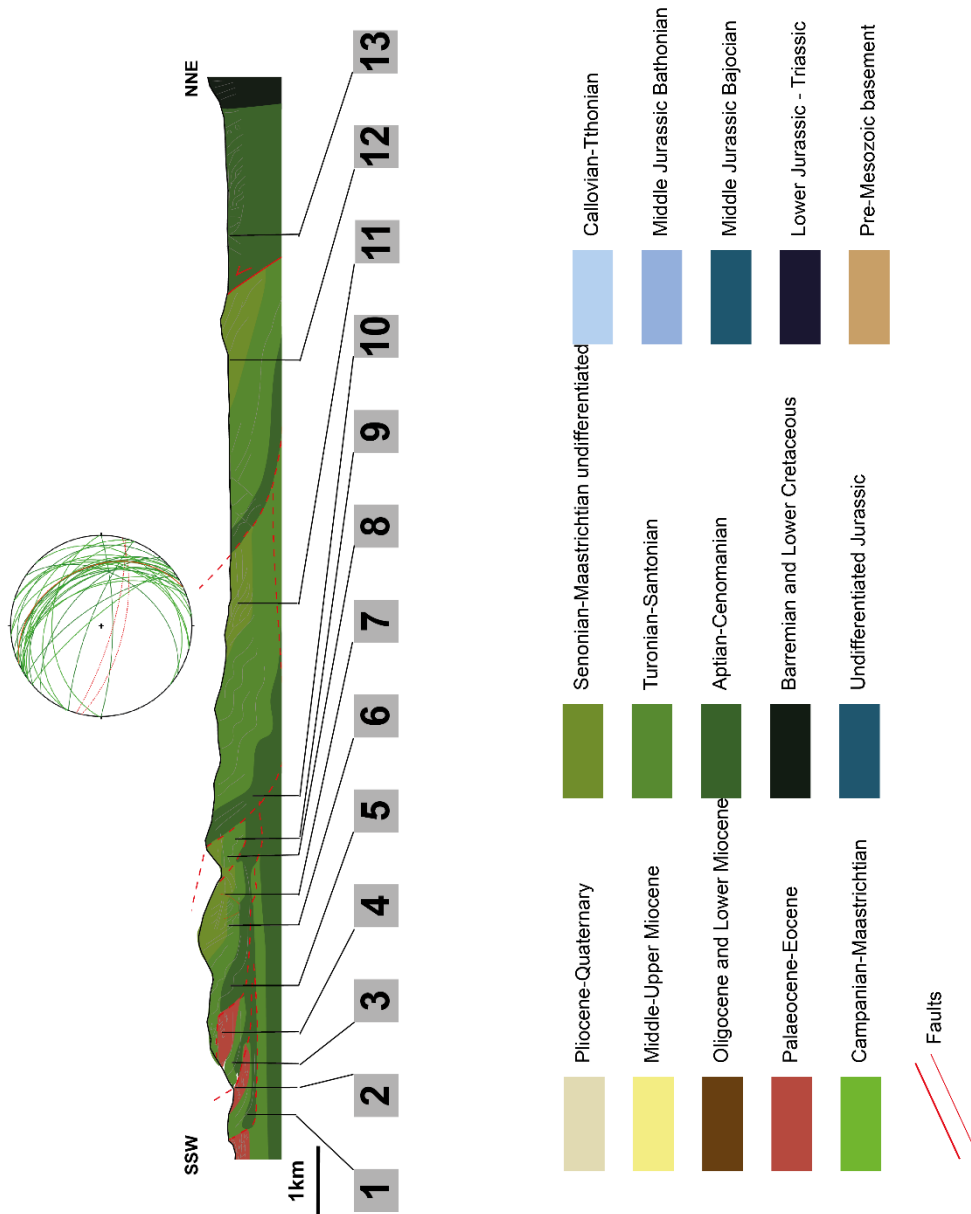 SSW
NNE
1km
1
2
3
4
5
6
7
8
9
10
11
12
13
Pliocene-Quaternary
Middle-Upper Miocene
Oligocene and Lower Miocene
Palaeocene-Eocene
Campanian-Maastrichtian
Faults
Senonian-Maastrichtian undifferentiated
Turonian-Santonian
Aptian-Cenomanian
Barremian and Lower Cretaceous
Undifferentiated Jurassic
Callovian-Tthonian
Middle Jurassic Bathonian
Middle Jurassic Bajocian
Lower Jurassic - Triassic
Pre-Mesozoic basement